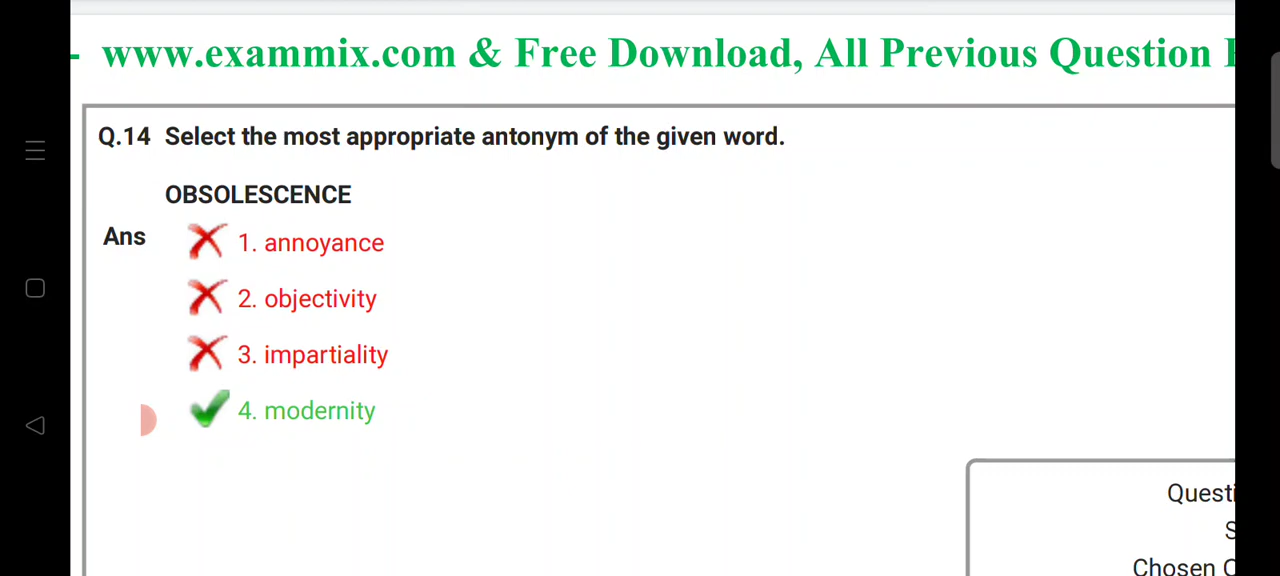 - www.exammix.com & Free Download, All Previous Question
Q.14 Select the most appropriate antonym of the given word.
OBSOLESCENCE
Ans
1. annoyance
2. objectivity
3. impartiality
4. modernity
Questi
S
Chosen O